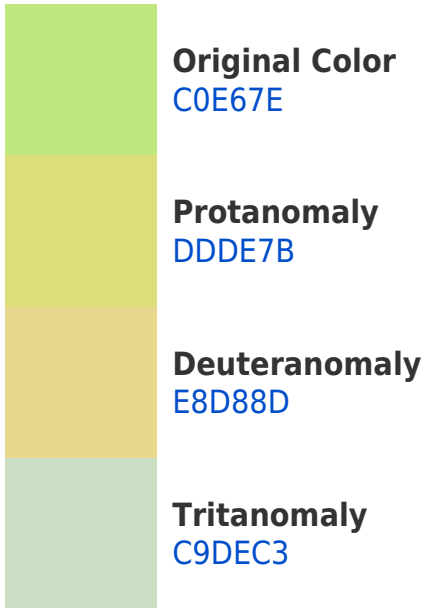 Original Color
C0E67E
Protanomaly
DDDE7B
Deuteranomaly
E8D88D
Tritanomaly
C9DEC3